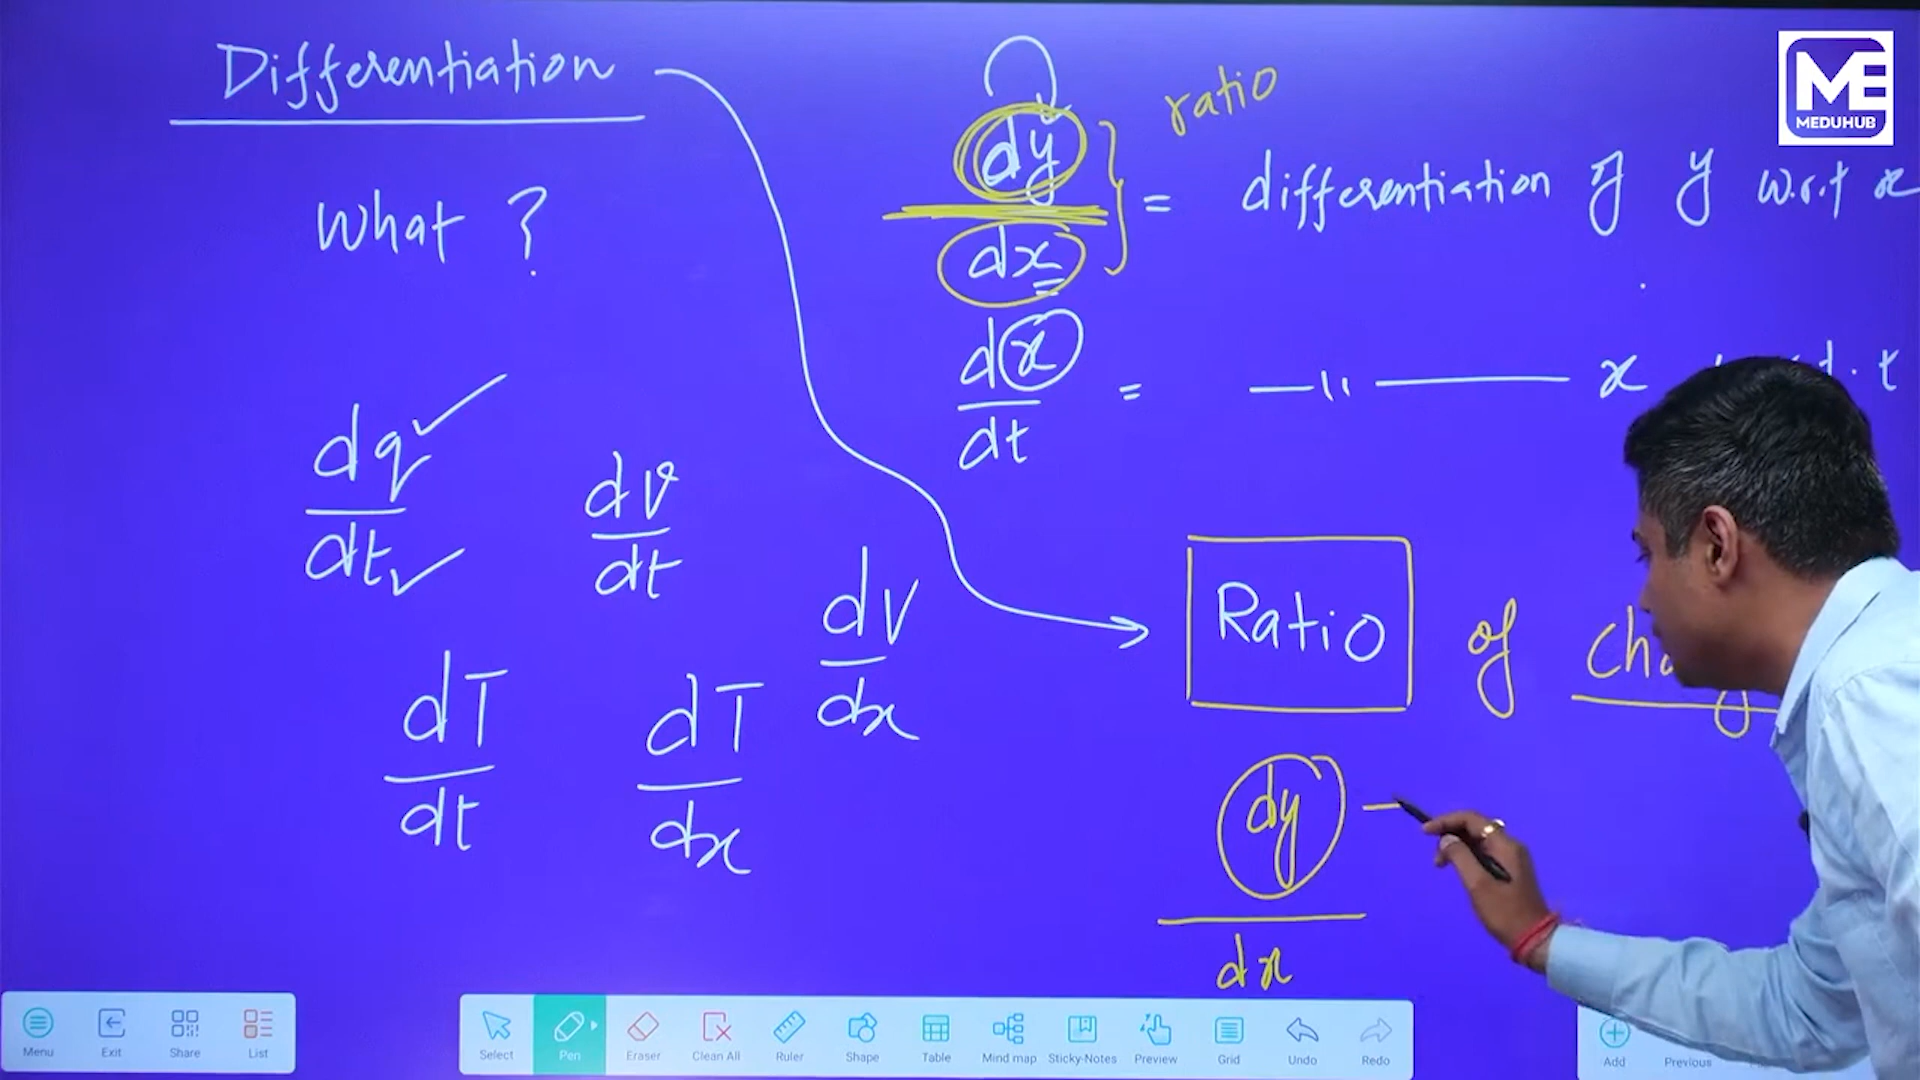 Differentiation
What ?
dq
dt
dv
dt
dT
dt
dT
dx
dV
dx
dy
dx
ratio
= differentiation of y w.r.t x
dx
dt
= —"— x t
Ratio of
dy
dx
ME
MEDUHUB
Menu Exit Share List
Select Pen Eraser Clean All Ruler Shape Table Mind map Sticky-Notes Preview Grid Undo Redo
Add Previous